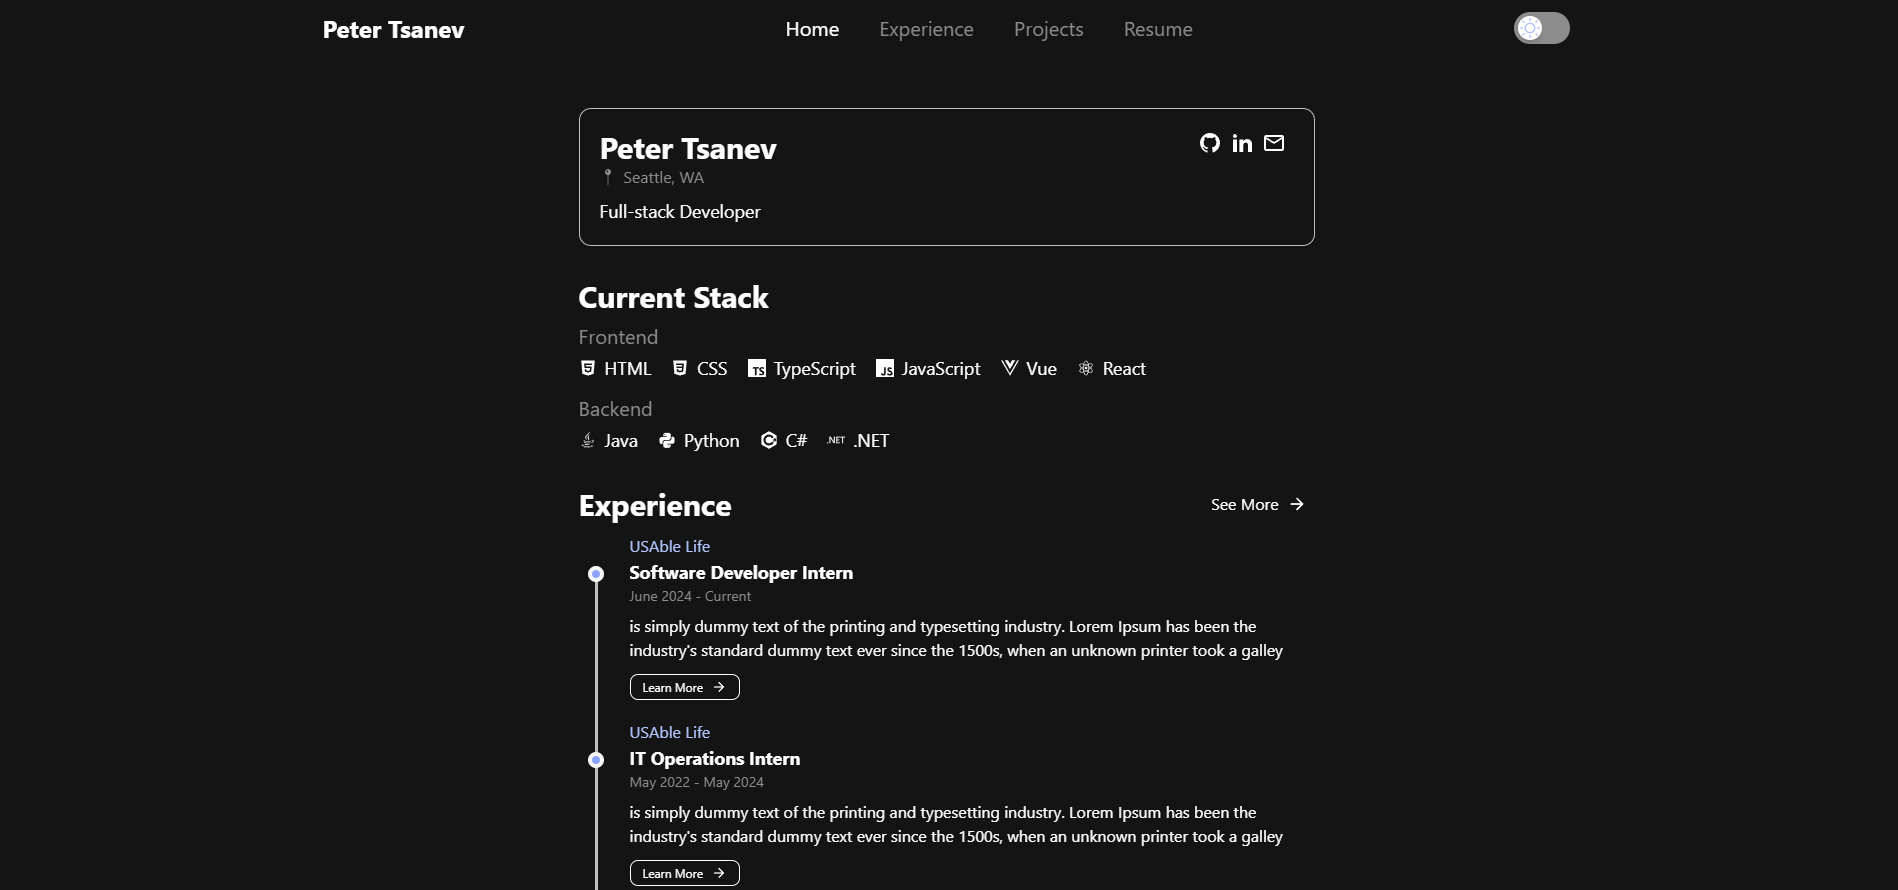 Peter Tsanev
Home Experience Projects Resume
Peter Tsanev
Seattle, WA
Full-stack Developer
Current Stack
Frontend
HTML CSS TS TypeScript JS JavaScript Vue React
Backend
Java Python C# .NET .NET
Experience See More
USAble Life
Software Developer Intern
June 2024 - Current
is simply dummy text of the printing and typesetting industry. Lorem Ipsum has been the
industry's standard dummy text ever since the 1500s, when an unknown printer took a galley
Learn More
USAble Life
IT Operations Intern
May 2022 - May 2024
is simply dummy text of the printing and typesetting industry. Lorem Ipsum has been the
industry's standard dummy text ever since the 1500s, when an unknown printer took a galley
Learn More